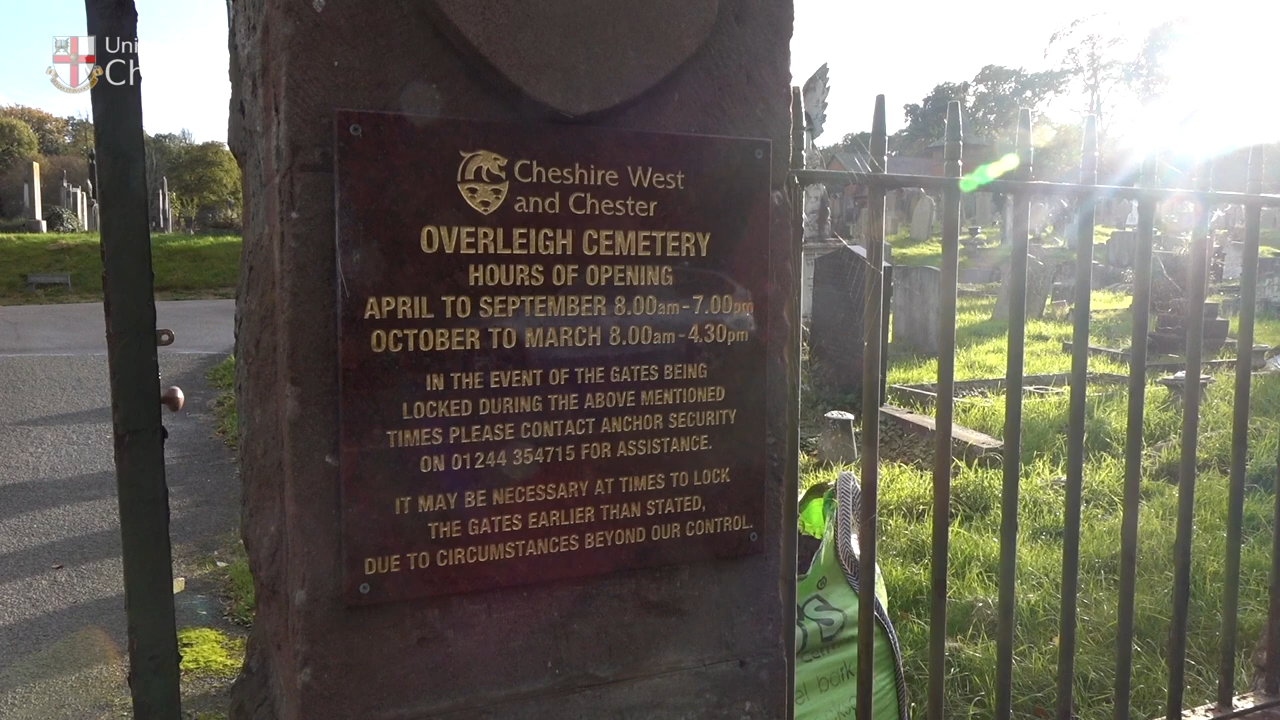 Uni
Ch
Cheshire West
and Chester
OVERLEIGH CEMETERY
HOURS OF OPENING
APRIL TO SEPTEMBER 8.00am-7.00pm
OCTOBER TO MARCH 8.00am-4.30pm
IN THE EVENT OF THE GATES BEING
LOCKED DURING THE ABOVE MENTIONED
TIMES PLEASE CONTACT ANCHOR SECURITY
ON 01244 354715 FOR ASSISTANCE.
IT MAY BE NECESSARY AT TIMES TO LOCK
THE GATES EARLIER THAN STATED,
DUE TO CIRCUMSTANCES BEYOND OUR CONTROL.